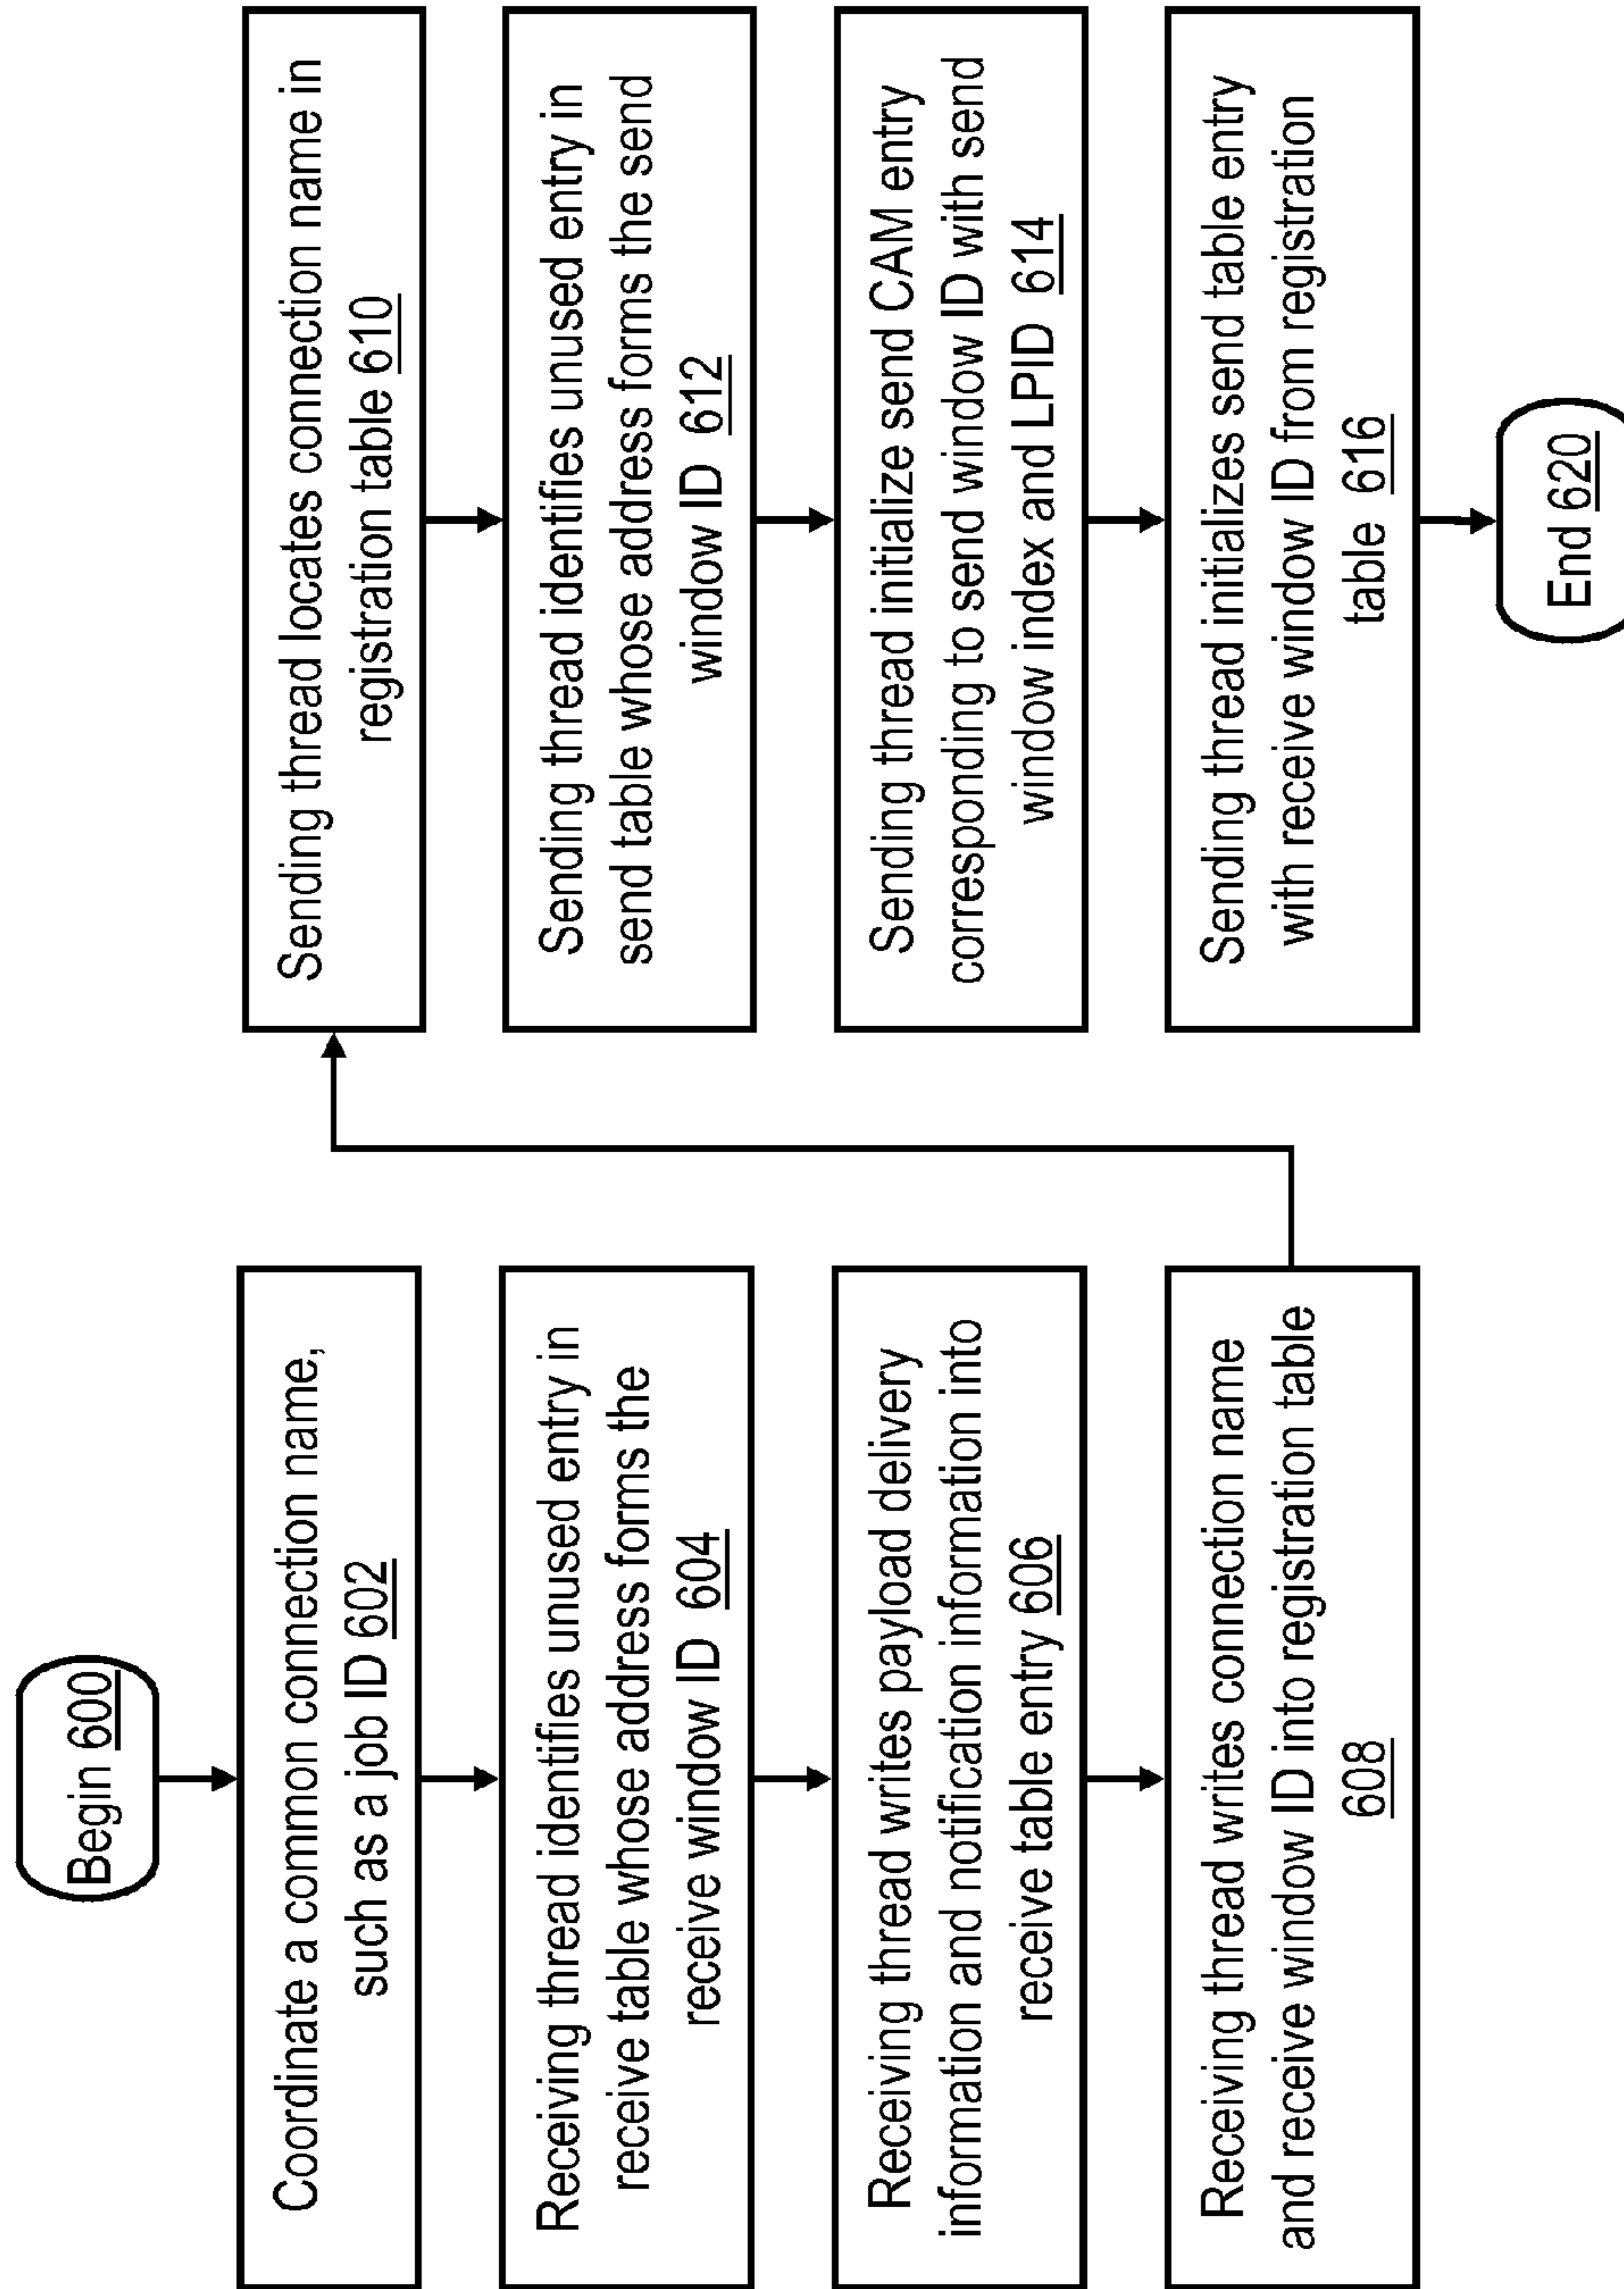 Begin 600
Coordinate a common connection name,
such as a job ID 602
Receiving thread identifies unused entry in
receive table whose address forms the
receive window ID 604
Receiving thread writes payload delivery
information and notification information into
receive table entry 606
Receiving thread writes connection name
and receive window ID into registration table
608
Sending thread locates connection name in
registration table 610
Sending thread identifies unused entry in
send table whose address forms the send
window ID 612
Sending thread initialize send CAM entry
corresponding to send window ID with send
window index and LPID 614
Sending thread initializes send table entry
with receive window ID from registration
table 616
End 620